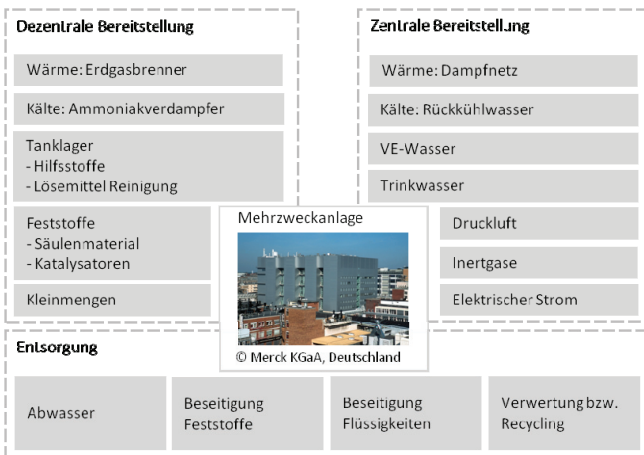 Dezentrale Bereitstellung
Wärme: Erdgasbrenner
Kälte: Ammoniakverdampfer
Tanklager
- Hilfsstoffe
- Lösemittel Reinigung
Feststoffe
- Säulenmaterial
- Katalysatoren
Kleinmengen
Zentrale Bereitstellung
Wärme: Dampfnetz
Kälte: Rückkühlwasser
VE-Wasser
Trinkwasser
Druckluft
Inertgase
Elektrischer Strom
Mehrzweckanlage
© Merck KGaA, Deutschland
Entsorgung
Abwasser
Beseitigung
Feststoffe
Beseitigung
Flüssigkeiten
Verwertung bzw.
Recycling